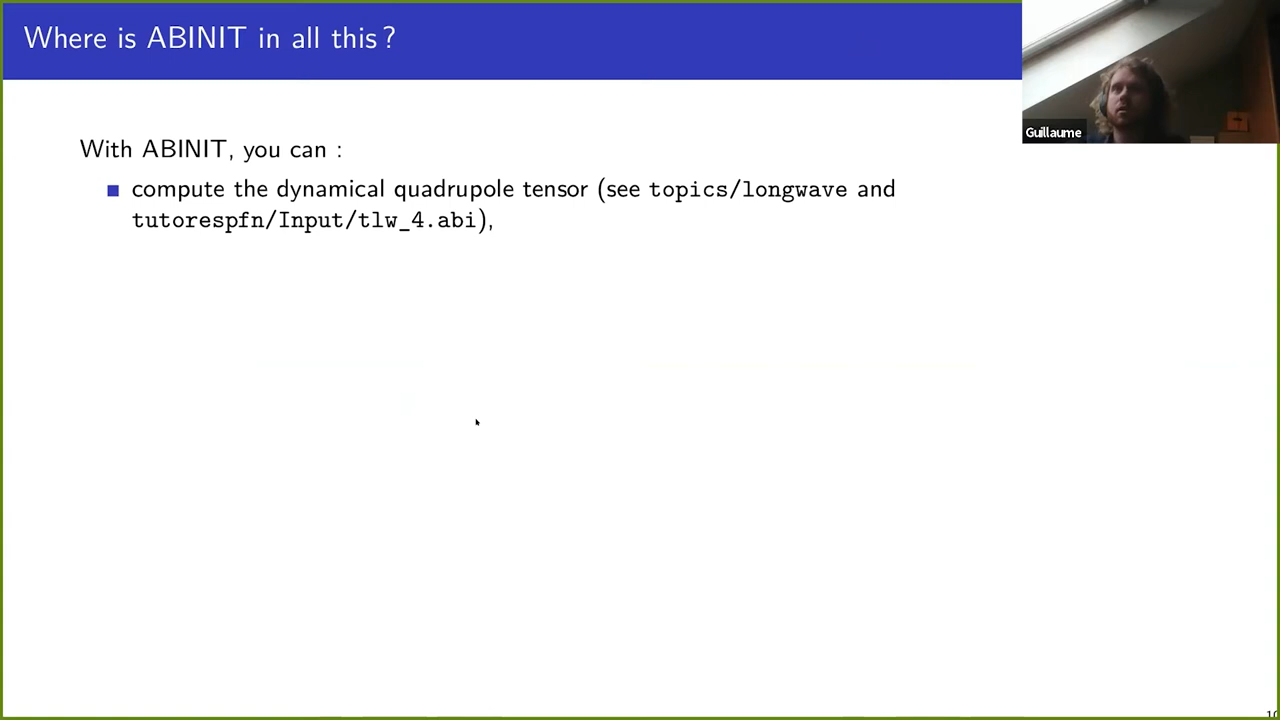 Where is ABINIT in all this ?
Guillaume
With ABINIT, you can :
compute the dynamical quadrupole tensor (see topics/longwave and
tutorespfn/Input/tlw_4.abi),